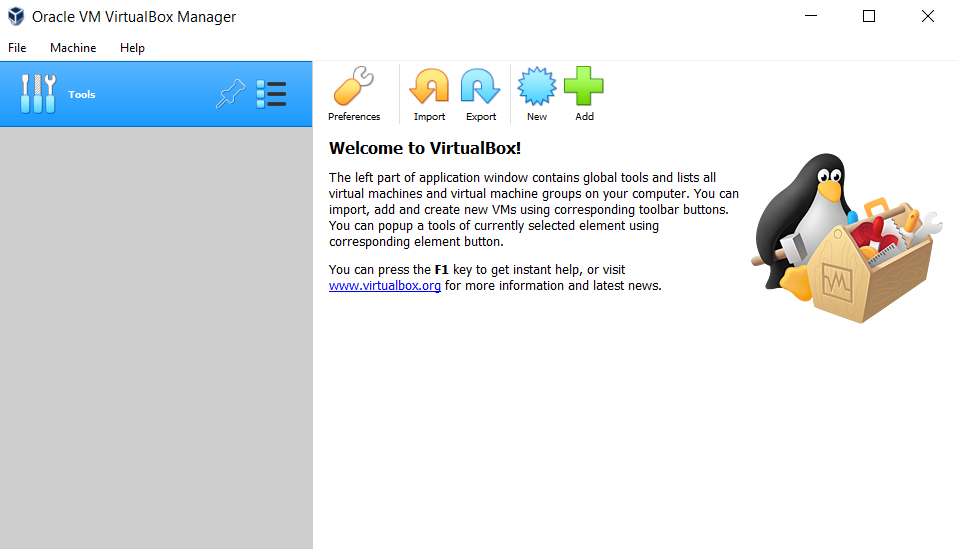 Oracle VM VirtualBox Manager
File Machine Help
Tools
Preferences Import Export New Add
Welcome to VirtualBox!
The left part of application window contains global tools and lists all
virtual machines and virtual machine groups on your computer. You can
import, add and create new VMs using corresponding toolbar buttons.
You can popup a tools of currently selected element using
corresponding element button.
You can press the F1 key to get instant help, or visit
www.virtualbox.org for more information and latest news.